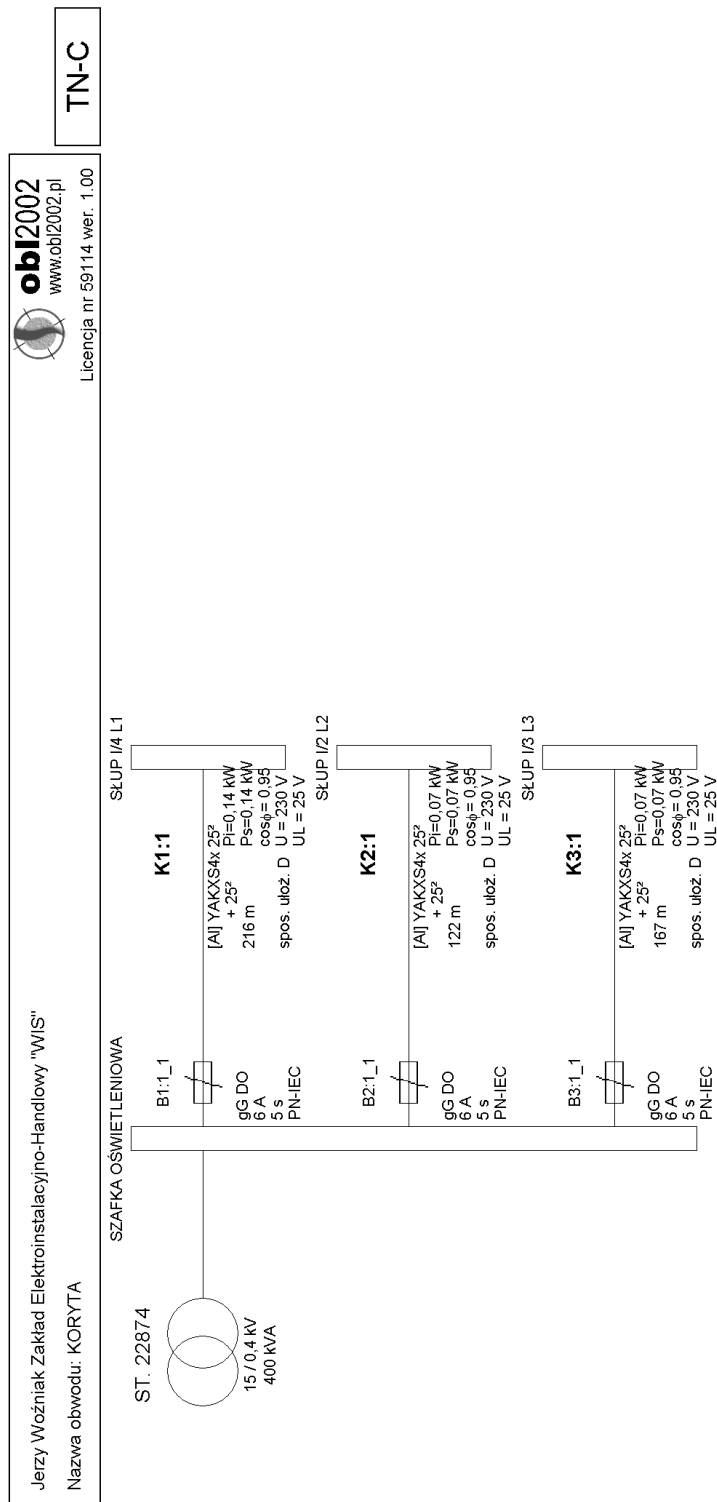 Jerzy Woźniak Zakład Elektroinstalacyjno-Handlowy "WIS"
Nazwa obwodu: KORYTA
obl2002
www.obl2002.pl
Licencja nr 59114 wer. 1.00
TN-C
ST. 22874
15 / 0,4 kV
400 kVA
SZAFKA OŚWIETLENIOWA
B1:1_1
gG DO
6 A
5 s
PN-IEC
K1:1
[Al] YAKXS4x 25²
+ 25²
216 m
spos. ułoż. D
Pi=0,14 kW
Ps=0,14 kW
cosϕ= 0,95
U = 230 V
UL = 25 V
SŁUP I/4 L1
B2:1_1
gG DO
6 A
5 s
PN-IEC
K2:1
[Al] YAKXS4x 25²
+ 25²
122 m
spos. ułoż. D
Pi=0,07 kW
Ps=0,07 kW
cosϕ= 0,95
U = 230 V
UL = 25 V
SŁUP I/2 L2
B3:1_1
gG DO
6 A
5 s
PN-IEC
K3:1
[Al] YAKXS4x 25²
+ 25²
167 m
spos. ułoż. D
Pi=0,07 kW
Ps=0,07 kW
cosϕ= 0,95
U = 230 V
UL = 25 V
SŁUP I/3 L3